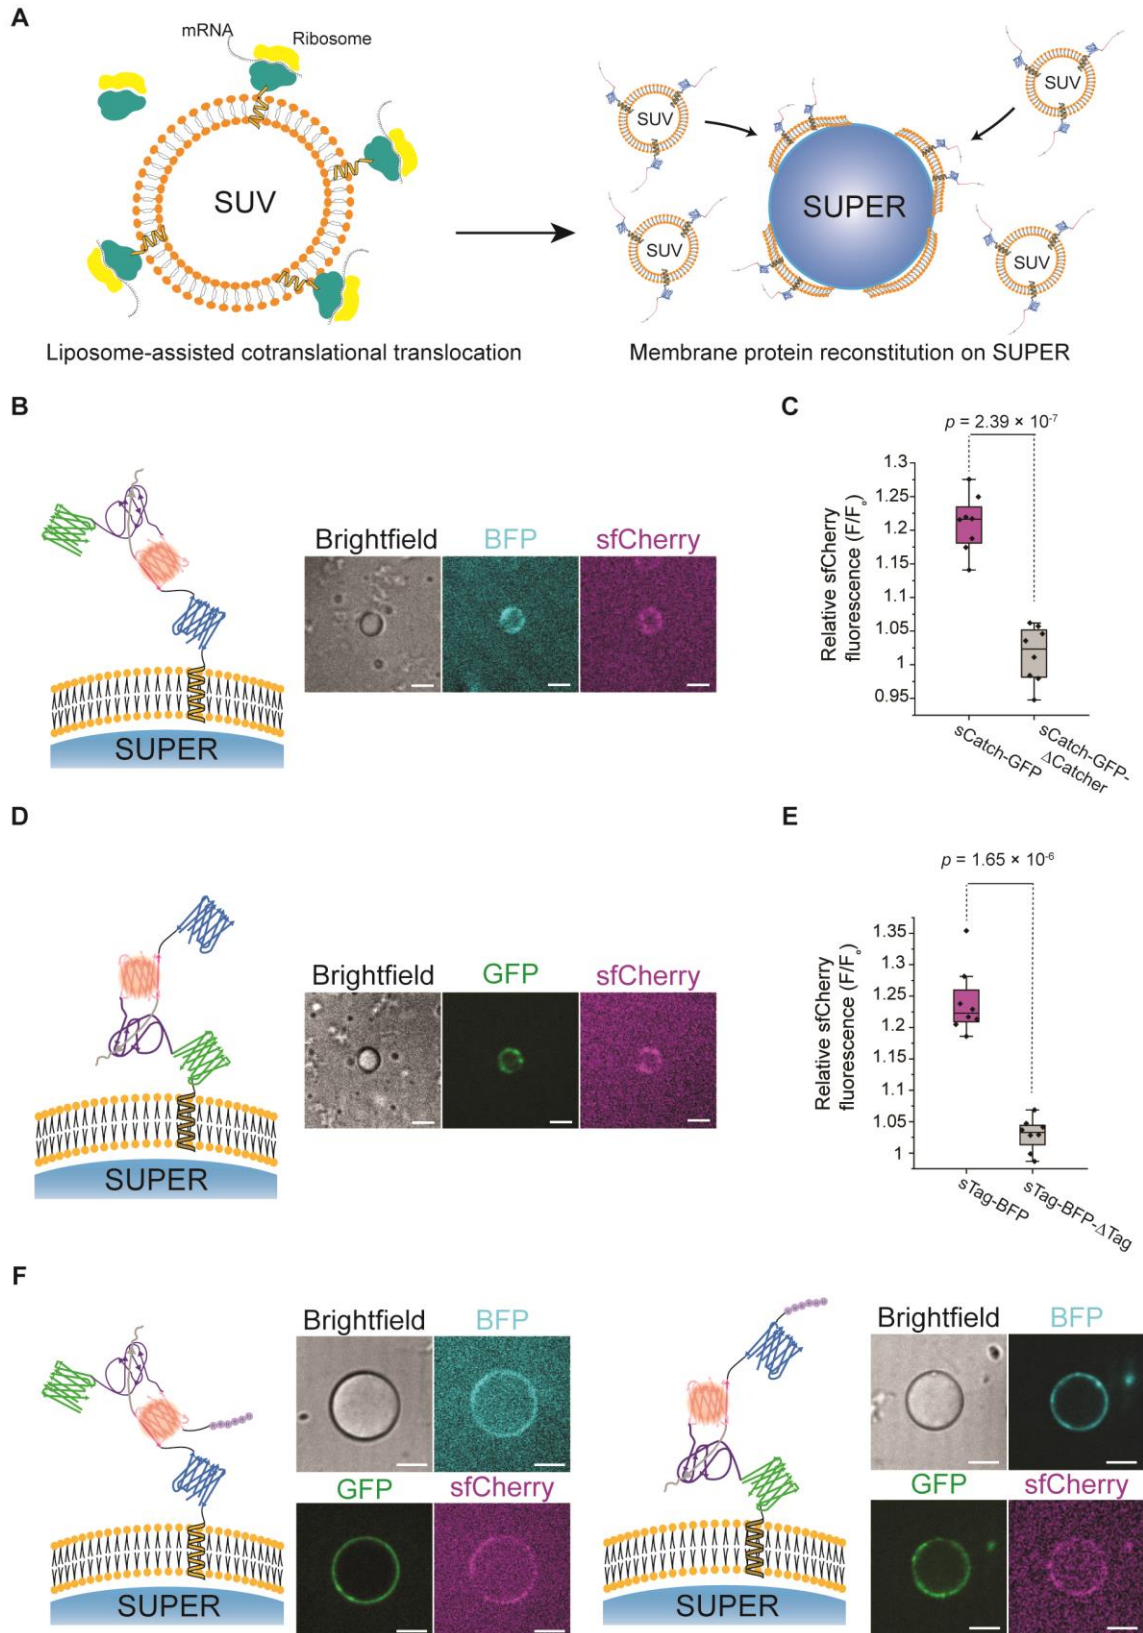 A
mRNA
Ribosome
SUV
SUV
SUV
SUPER
SUV
SUV
Liposome-assisted cotranslational translocation
Membrane protein reconstitution on SUPER
B
SUPER
Brightfield
BFP
sfCherry
C
p = 2.39 × 10⁻⁷
Relative sfCherry
fluorescence (F/F₀)
1.3
1.25
1.2
1.15
1.1
1.05
1
0.95
sCatch-GFP
sCatch-GFP-
ΔCatcher
D
SUPER
Brightfield
GFP
sfCherry
E
p = 1.65 × 10⁻⁶
Relative sfCherry
fluorescence (F/F₀)
1.35
1.3
1.25
1.2
1.15
1.1
1.05
1
sTag-BFP
sTag-BFP-ΔTag
F
SUPER
Brightfield
BFP
GFP
sfCherry
SUPER
Brightfield
BFP
GFP
sfCherry